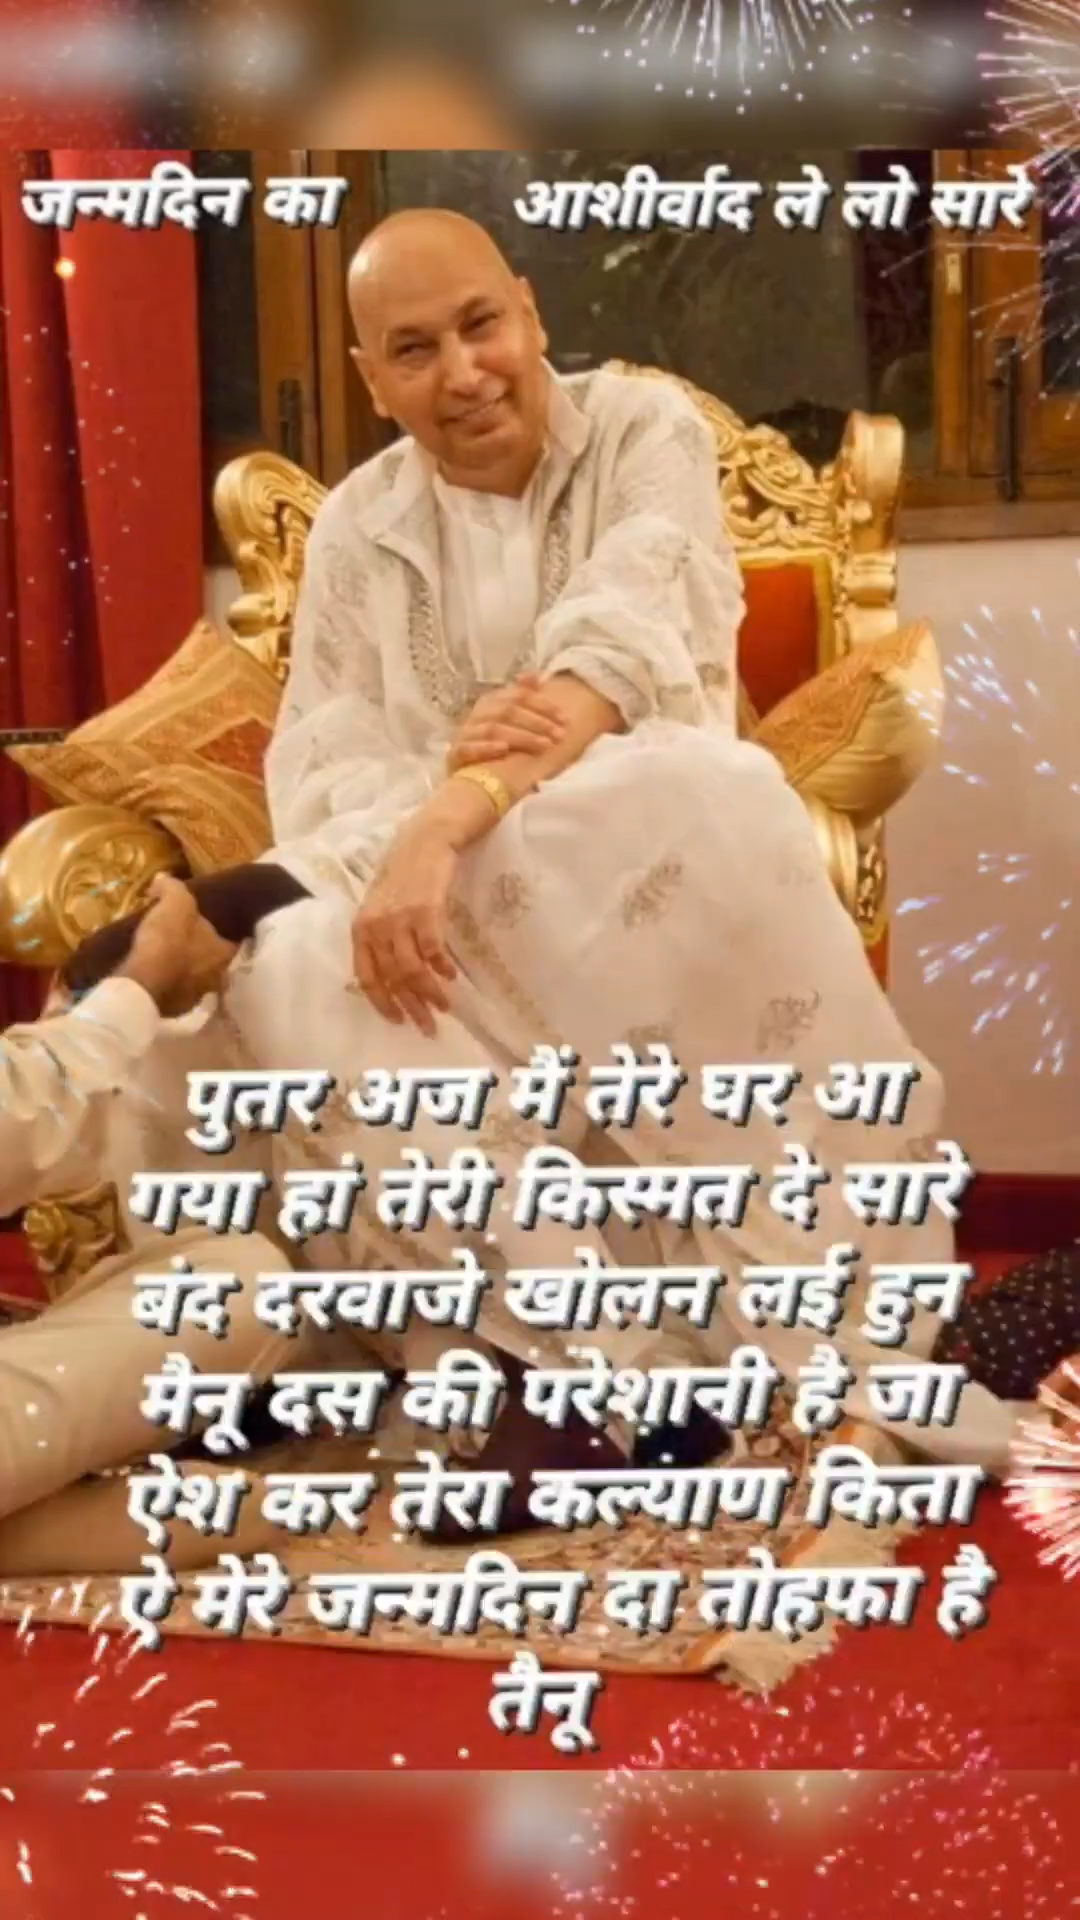 जन्मदिन का आशीर्वाद ले लो सारे
पुतर अज मैं तेरे घर आ
गया हां तेरी किस्मत दे सारे
बंद दरवाजे खोलन लई हुन
मैनू दस की परेशानी है जा
ऐश कर तेरा कल्याण किता
ऐ मेरे जन्मदिन दा तोहफा है
तैनू